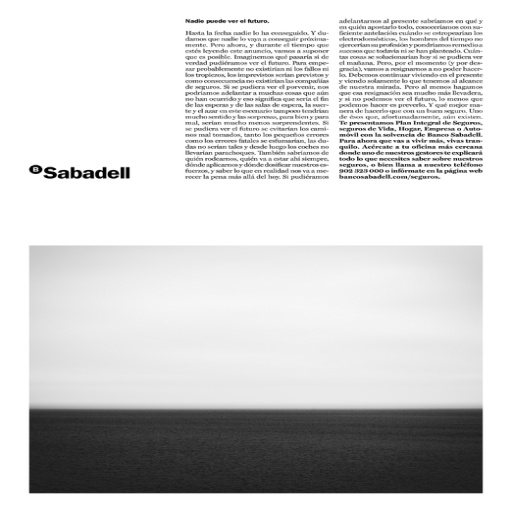 Nadie puede ver el futuro.
Hasta la fecha nadie lo ha conseguido. Y du-
damos que nadie lo vaya a conseguir próxima-
mente. Pero ahora, y durante el tiempo que
estés leyendo este anuncio, vamos a suponer
que es posible. Imaginemos qué pasaría si de
verdad pudiéramos ver el futuro. Para empe-
zar probablemente no existirían ni los fallos ni
los tropiezos, los imprevistos serían previstos y
como consecuencia no existirían las compañías
de seguros. Si se pudiera ver el porvenir, nos
podríamos adelantar a muchas cosas que aún
no han ocurrido y eso significa que sería el fin
de las esperas y de las salas de espera, la suer-
te y el azar en este escenario tampoco tendrían
mucho sentido y las sorpresas, para bien y para
mal, serían mucho menos sorprendentes. Si
se pudiera ver el futuro se evitarían los cami-
nos mal tomados, tanto los pequeños errores
como los errores fatales se esfumarían, las du-
das no serían tales y desde luego los coches no
llevarían parachoques. También sabríamos de
quién rodearnos, quién va a estar ahí siempre,
dónde aplicarnos y dónde dosificar nuestros es-
fuerzos, y saber lo que en realidad nos va a me-
recer la pena más allá del hoy. Si pudiéramos
adelantarnos al presente sabríamos en qué y
en quién apostarlo todo, conoceríamos con su-
ficiente antelación cuándo se estropearían los
electrodomésticos, los hombres del tiempo no
ejercerían su profesión y pondríamos remedio a
sucesos que todavía ni se han planteado. Cuán-
tas cosas se solucionarían hoy si se pudiera ver
el mañana. Pero, por el momento (y por des-
gracia), vamos a resignarnos a no poder hacer-
lo. Debemos continuar viviendo en el presente
y viendo solamente lo que tenemos al alcance
de nuestra mirada. Pero al menos hagamos
que esa resignación sea mucho más llevadera,
y si no podemos ver el futuro, lo menos que
podemos hacer es preverlo. Y qué mejor ma-
nera de hacerlo que con un buen seguro. Uno
de ésos que, afortunadamente, aún existen.
Te presentamos Plan Integral de Seguros,
seguros de Vida, Hogar, Empresa o Auto-
móvil con la solvencia de Banco Sabadell.
Para ahora que vas a vivir más, vivas tran-
quilo. Acércate a tu oficina más cercana
donde uno de nuestros gestores te explicará
todo lo que necesitas saber sobre nuestros
seguros, o bien llama a nuestro teléfono
902 323 000 o infórmate en la página web
bancosabadell.com/seguros.
B Sabadell